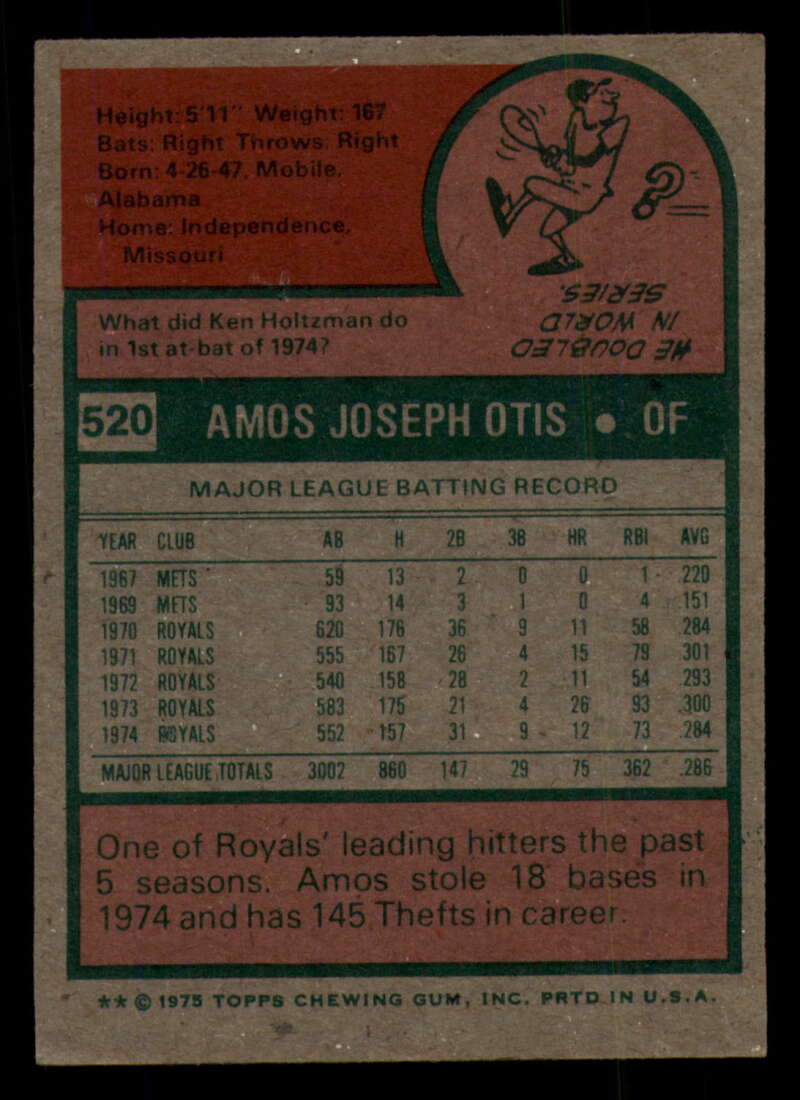 Height: 5'11" Weight: 167
Bats: Right Throws: Right
Born: 4-26-47, Mobile,
Alabama
Home: Independence,
Missouri
?
What did Ken Holtzman do
in 1st at-bat of 1974?
HE DOUBLED
IN WORLD
SERIES.
520 AMOS JOSEPH OTIS • OF
MAJOR LEAGUE BATTING RECORD
YEAR CLUB AB H 2B 3B HR RBI AVG
1967 METS 59 13 2 0 0 1 .220
1969 METS 93 14 3 1 0 4 .151
1970 ROYALS 620 176 36 9 11 58 .284
1971 ROYALS 555 167 26 4 15 79 .301
1972 ROYALS 540 158 28 2 11 54 .293
1973 ROYALS 583 175 21 4 26 93 .300
1974 ROYALS 552 157 31 9 12 73 .284
MAJOR LEAGUE TOTALS 3002 860 147 29 75 362 .286
One of Royals' leading hitters the past
5 seasons. Amos stole 18 bases in
1974 and has 145 Thefts in career.
** © 1975 TOPPS CHEWING GUM, INC. PRTD. IN U.S.A.